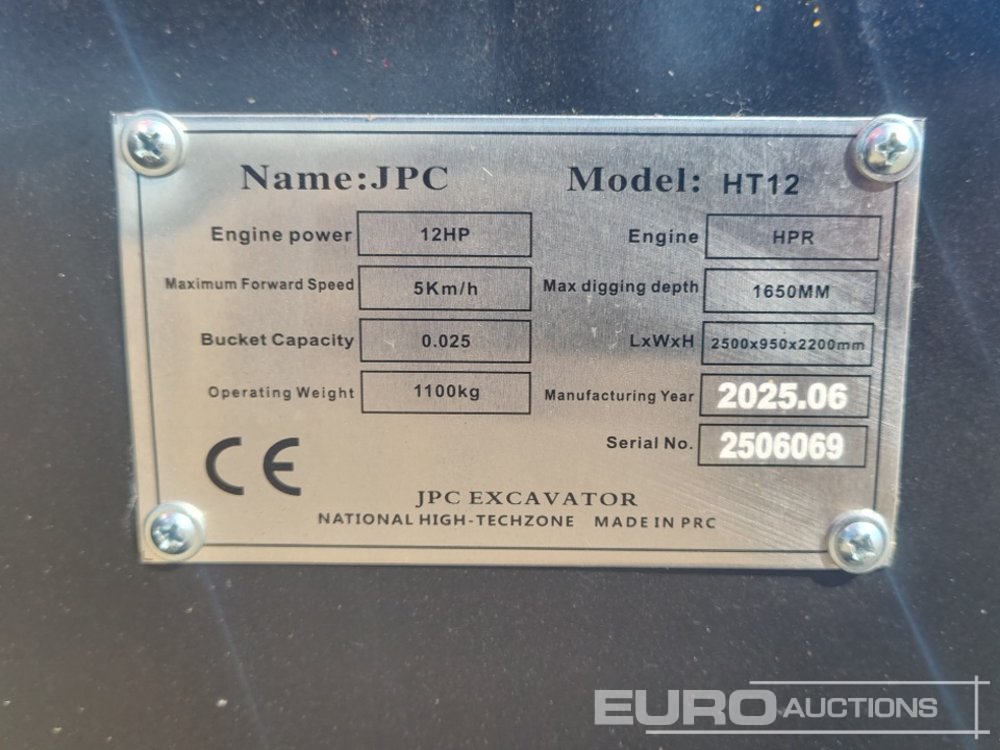 Name:JPC Model: HT12
Engine power 12HP Engine HPR
Maximum Forward Speed 5Km/h Max digging depth 1650MM
Bucket Capacity 0.025 LxWxH 2500x950x2200mm
Operating Weight 1100kg Manufacturing Year 2025.06
Serial No. 2506069
CE
JPC EXCAVATOR
NATIONAL HIGH-TECHZONE MADE IN PRC
EURO AUCTIONS